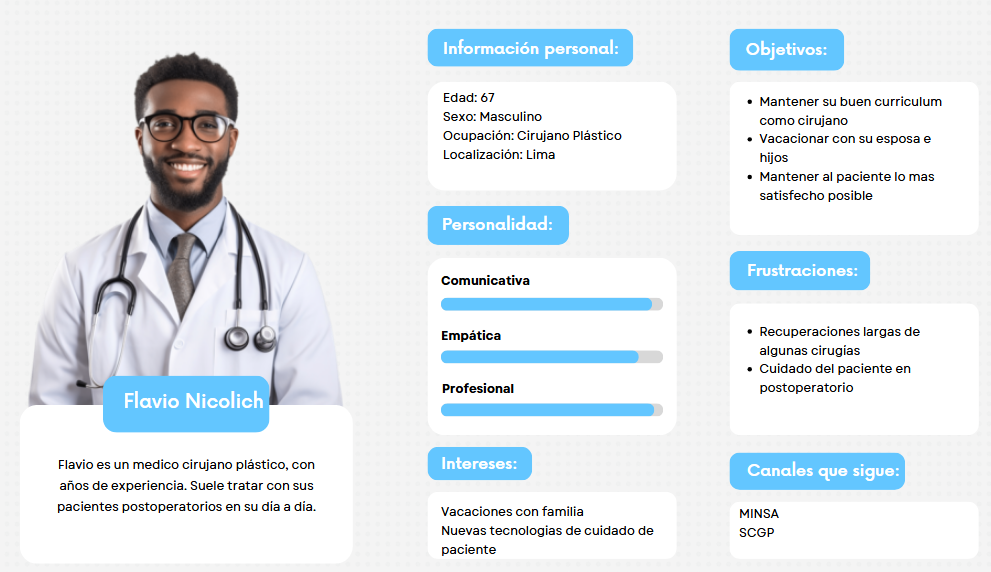 Flavio Nicolich
Flavio es un medico cirujano plástico, con
años de experiencia. Suele tratar con sus
pacientes postoperatorios en su día a día.
Información personal:
Edad: 67
Sexo: Masculino
Ocupación: Cirujano Plástico
Localización: Lima
Personalidad:
Comunicativa
Empática
Profesional
Intereses:
Vacaciones con familia
Nuevas tecnologias de cuidado de
paciente
Objetivos:
• Mantener su buen curriculum
como cirujano
• Vacacionar con su esposa e
hijos
• Mantener al paciente lo mas
satisfecho posible
Frustraciones:
• Recuperaciones largas de
algunas cirugías
• Cuidado del paciente en
postoperatorio
Canales que sigue:
MINSA
SCGP